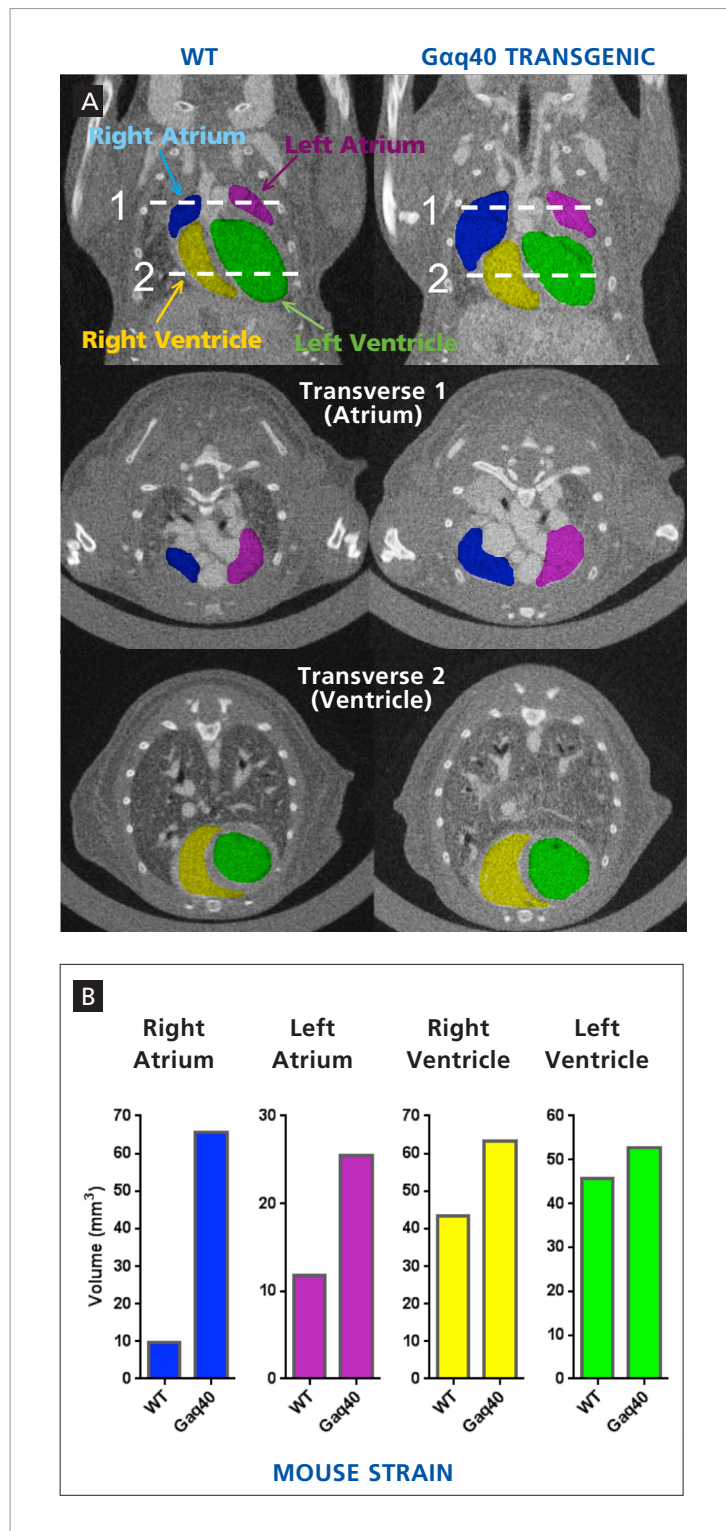 WT
Gαq40 TRANSGENIC
A
Right Atrium
Left Atrium
1
1
2
2
Right Ventricle
Left Ventricle
Transverse 1
(Atrium)
Transverse 2
(Ventricle)
B
Right
Atrium
Left
Atrium
Right
Ventricle
Left
Ventricle
Volume (mm³)
70
60
50
40
30
20
10
0
WT
Gaq40
30
20
10
0
WT
Gaq40
70
60
50
40
30
20
10
0
WT
Gaq40
60
50
40
30
20
10
0
WT
Gaq40
MOUSE STRAIN